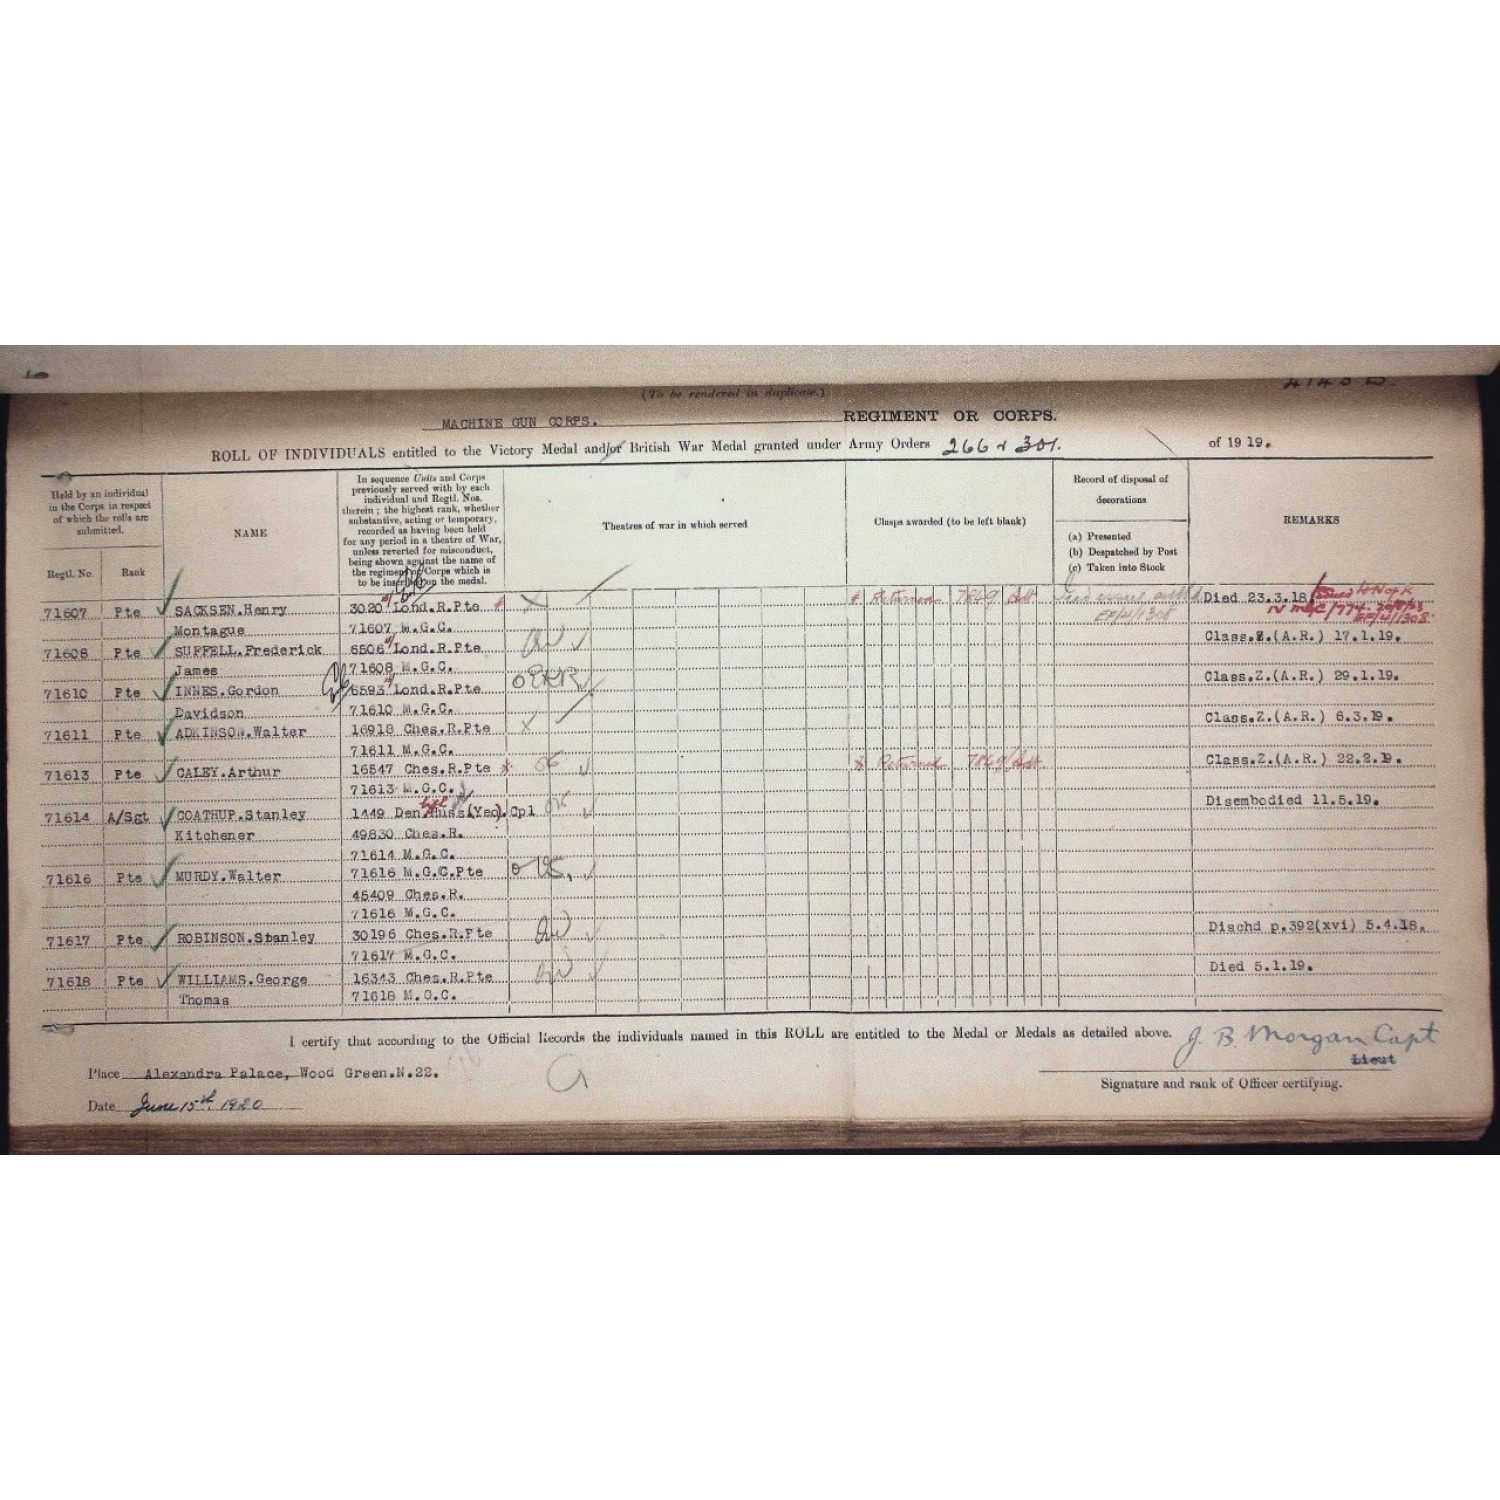 (To be rendered in duplicate.)
MACHINE GUN CORPS. REGIMENT OR CORPS.
ROLL OF INDIVIDUALS entitled to the Victory Medal and/or British War Medal granted under Army Orders 266 & 301. of 1919.
Held by an individual in the Corps in respect of which the rolls are submitted.
Regtl. No. Rank
NAME
In sequence Units and Corps previously served with by each individual and Regtl. Nos. therein; the highest rank, whether substantive, acting or temporary, recorded as having been held for any period in a theatre of War, unless reverted for misconduct, being shown against the name of the regiment or Corps which is to be inscribed upon the medal.
Theatres of war in which served
Clasps awarded (to be left blank)
Record of disposal of decorations
(a) Presented
(b) Despatched by Post
(c) Taken into Stock
REMARKS
71607 Pte SACKSEN.Henry 3020 Lond.R.Pte * X * Returned 7869 Died 23.3.18. Issued
Montague 71607 M.G.C. EF/4/1308 IV EF/4/1308
71608 Pte SUFFELL.Frederick 6506 Lond.R.Pte Class.Z.(A.R.) 17.1.19.
James 71608 M.G.C.
71610 Pte INNES.Gordon 6593 Lond.R.Pte Class.Z.(A.R.) 29.1.19.
Davidson 71610 M.G.C.
71611 Pte ADKINSON.Walter 16918 Ches.R.Pte X Class.Z.(A.R.) 6.3.19.
71611 M.G.C.
71613 Pte CALEY.Arthur 16547 Ches.R.Pte * * Returned 7869 Class.Z.(A.R.) 22.2.19.
71613 M.G.C.
71614 A/Sgt COATHUP.Stanley 1449 Den.Huss(Yeo).Cpl Disembodied 11.5.19.
Kitchener 49830 Ches.R.
71614 M.G.C.
71616 Pte MURDY.Walter 71616 M.G.C.Pte
45409 Ches.R.
71616 M.G.C.
71617 Pte ROBINSON.Stanley 30196 Ches.R.Pte Dischd p.392(xvi) 5.4.18.
71617 M.G.C.
71618 Pte WILLIAMS.George 16343 Ches.R.Pte Died 5.1.19.
Thomas 71618 M.G.C.
I certify that according to the Official Records the individuals named in this ROLL are entitled to the Medal or Medals as detailed above.
J. B. Morgan Capt
Lieut
Place Alexandra Palace, Wood Green.N.22.
Signature and rank of Officer certifying.
Date June 15th. 1920